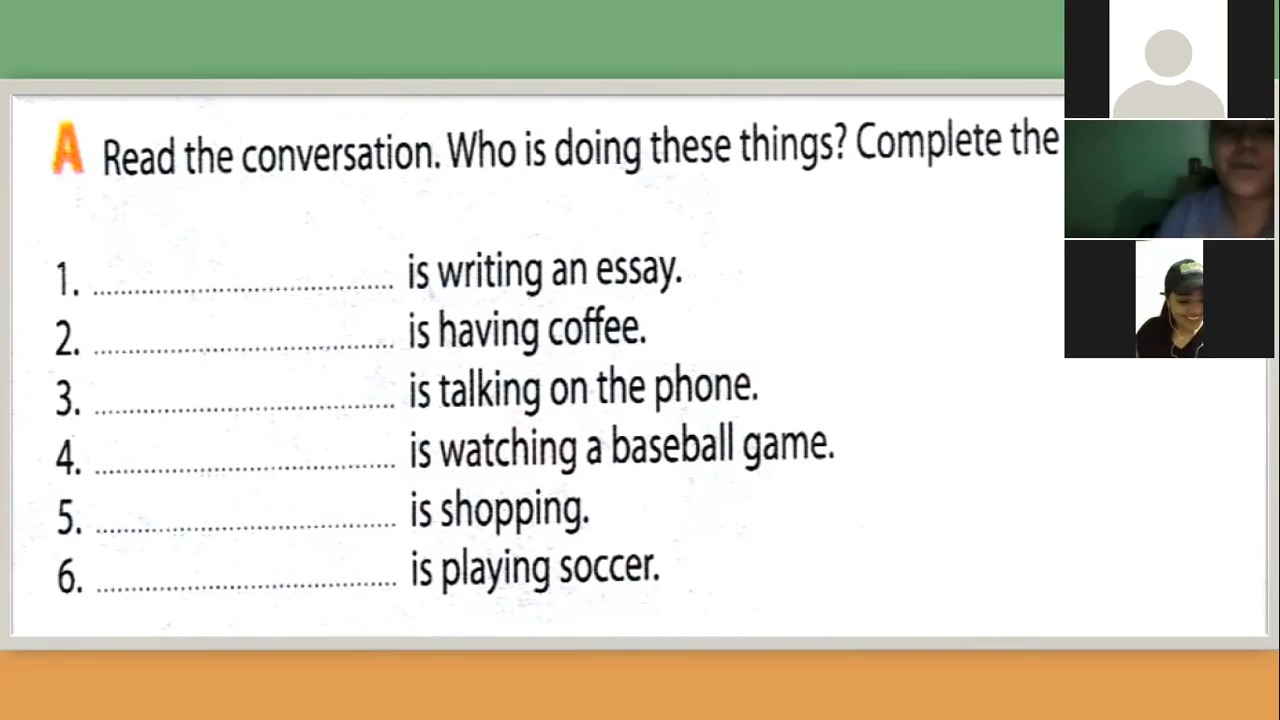 A Read the conversation. Who is doing these things? Complete the
1. ........................................ is writing an essay.
2. ........................................ is having coffee.
3. ........................................ is talking on the phone.
4. ........................................ is watching a baseball game.
5. ........................................ is shopping.
6. ........................................ is playing soccer.